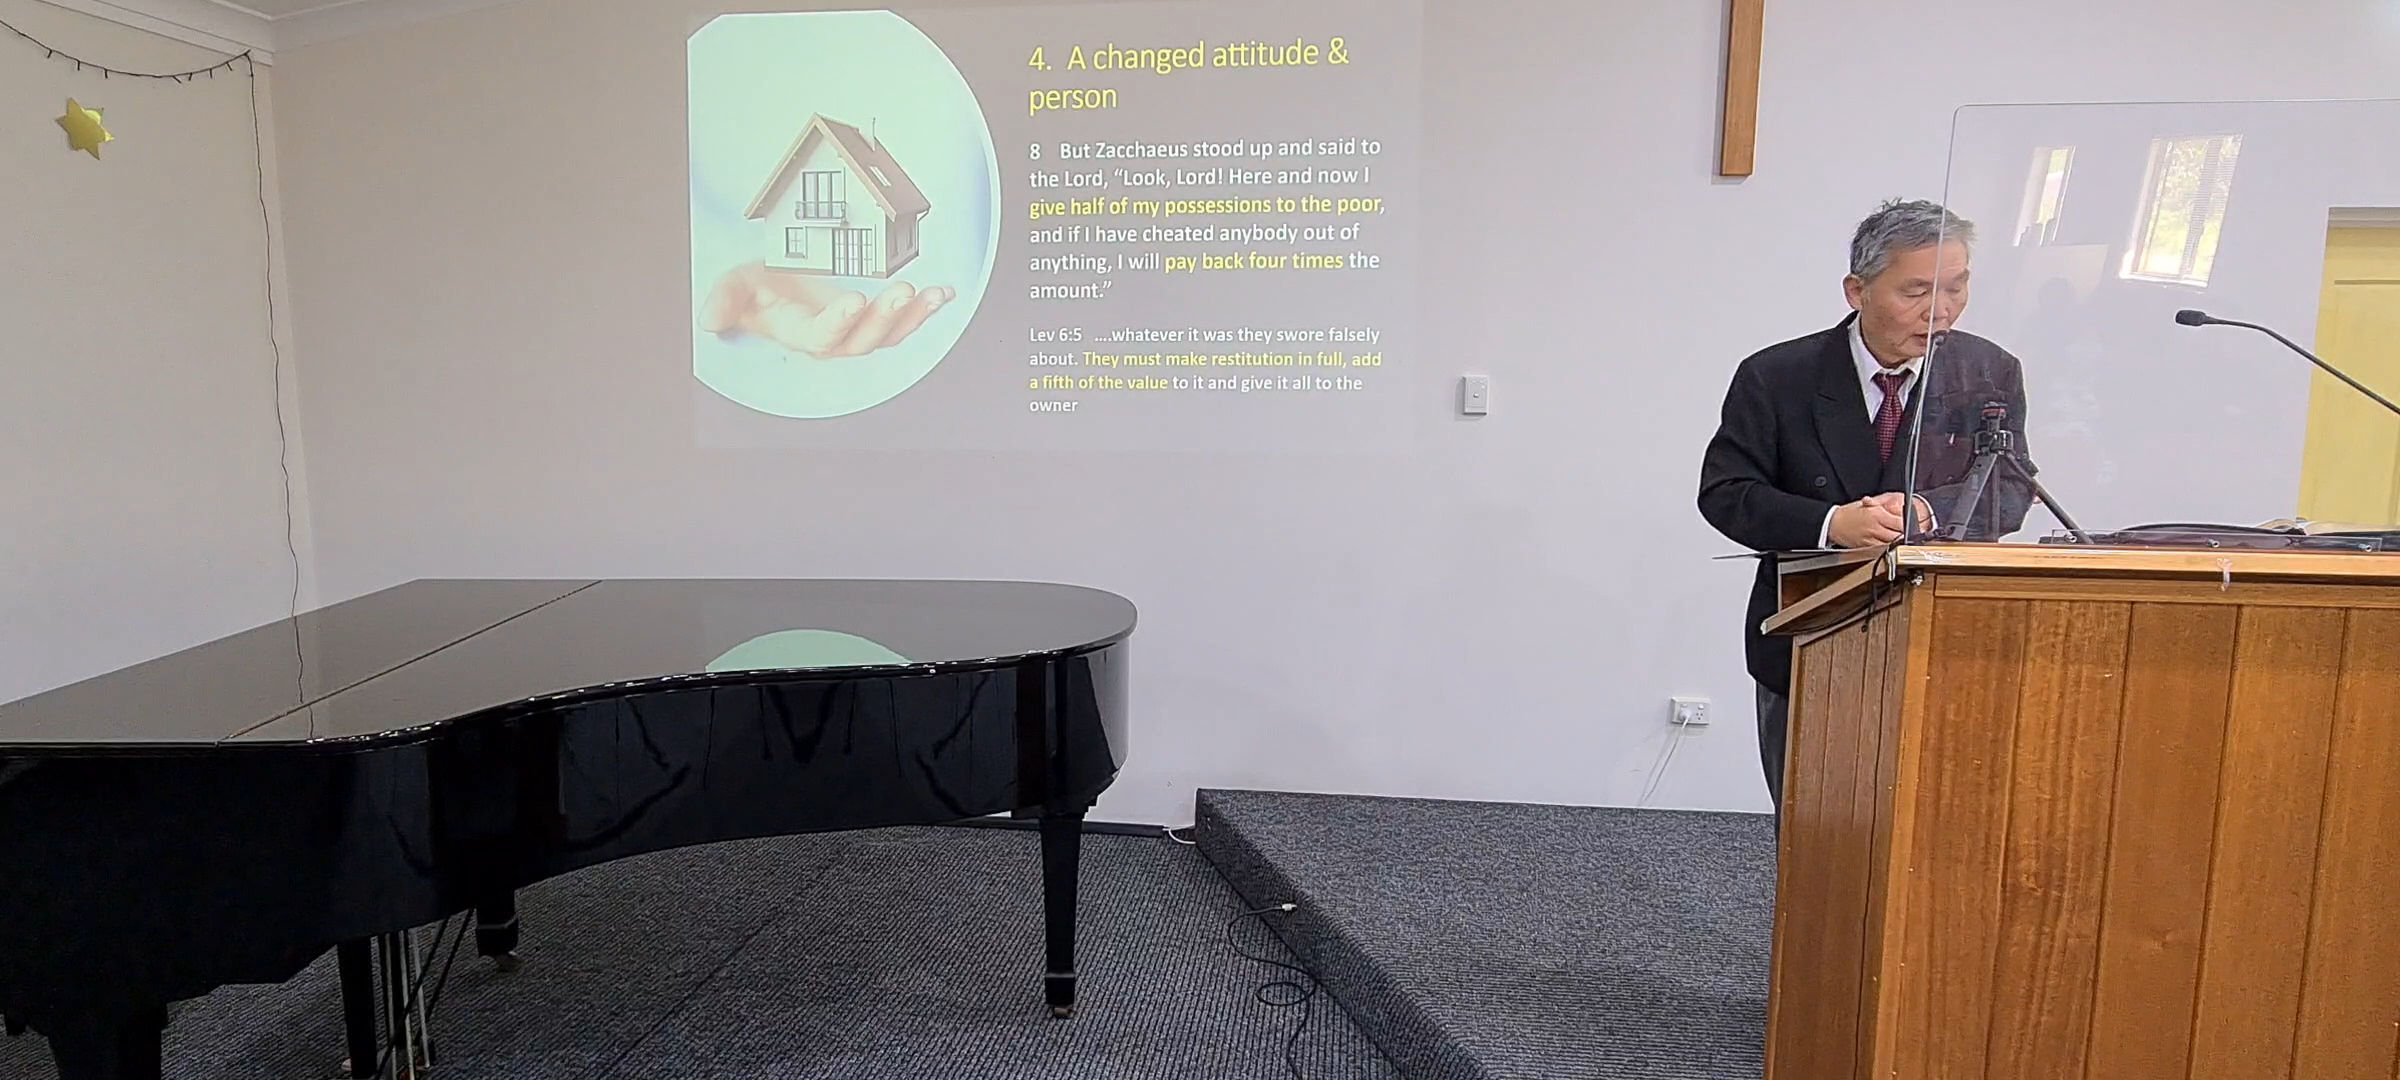 4. A changed attitude &
person
8 But Zacchaeus stood up and said to
the Lord, “Look, Lord! Here and now I
give half of my possessions to the poor,
and if I have cheated anybody out of
anything, I will pay back four times the
amount.”
Lev 6:5 ....whatever it was they swore falsely
about. They must make restitution in full, add
a fifth of the value to it and give it all to the
owner